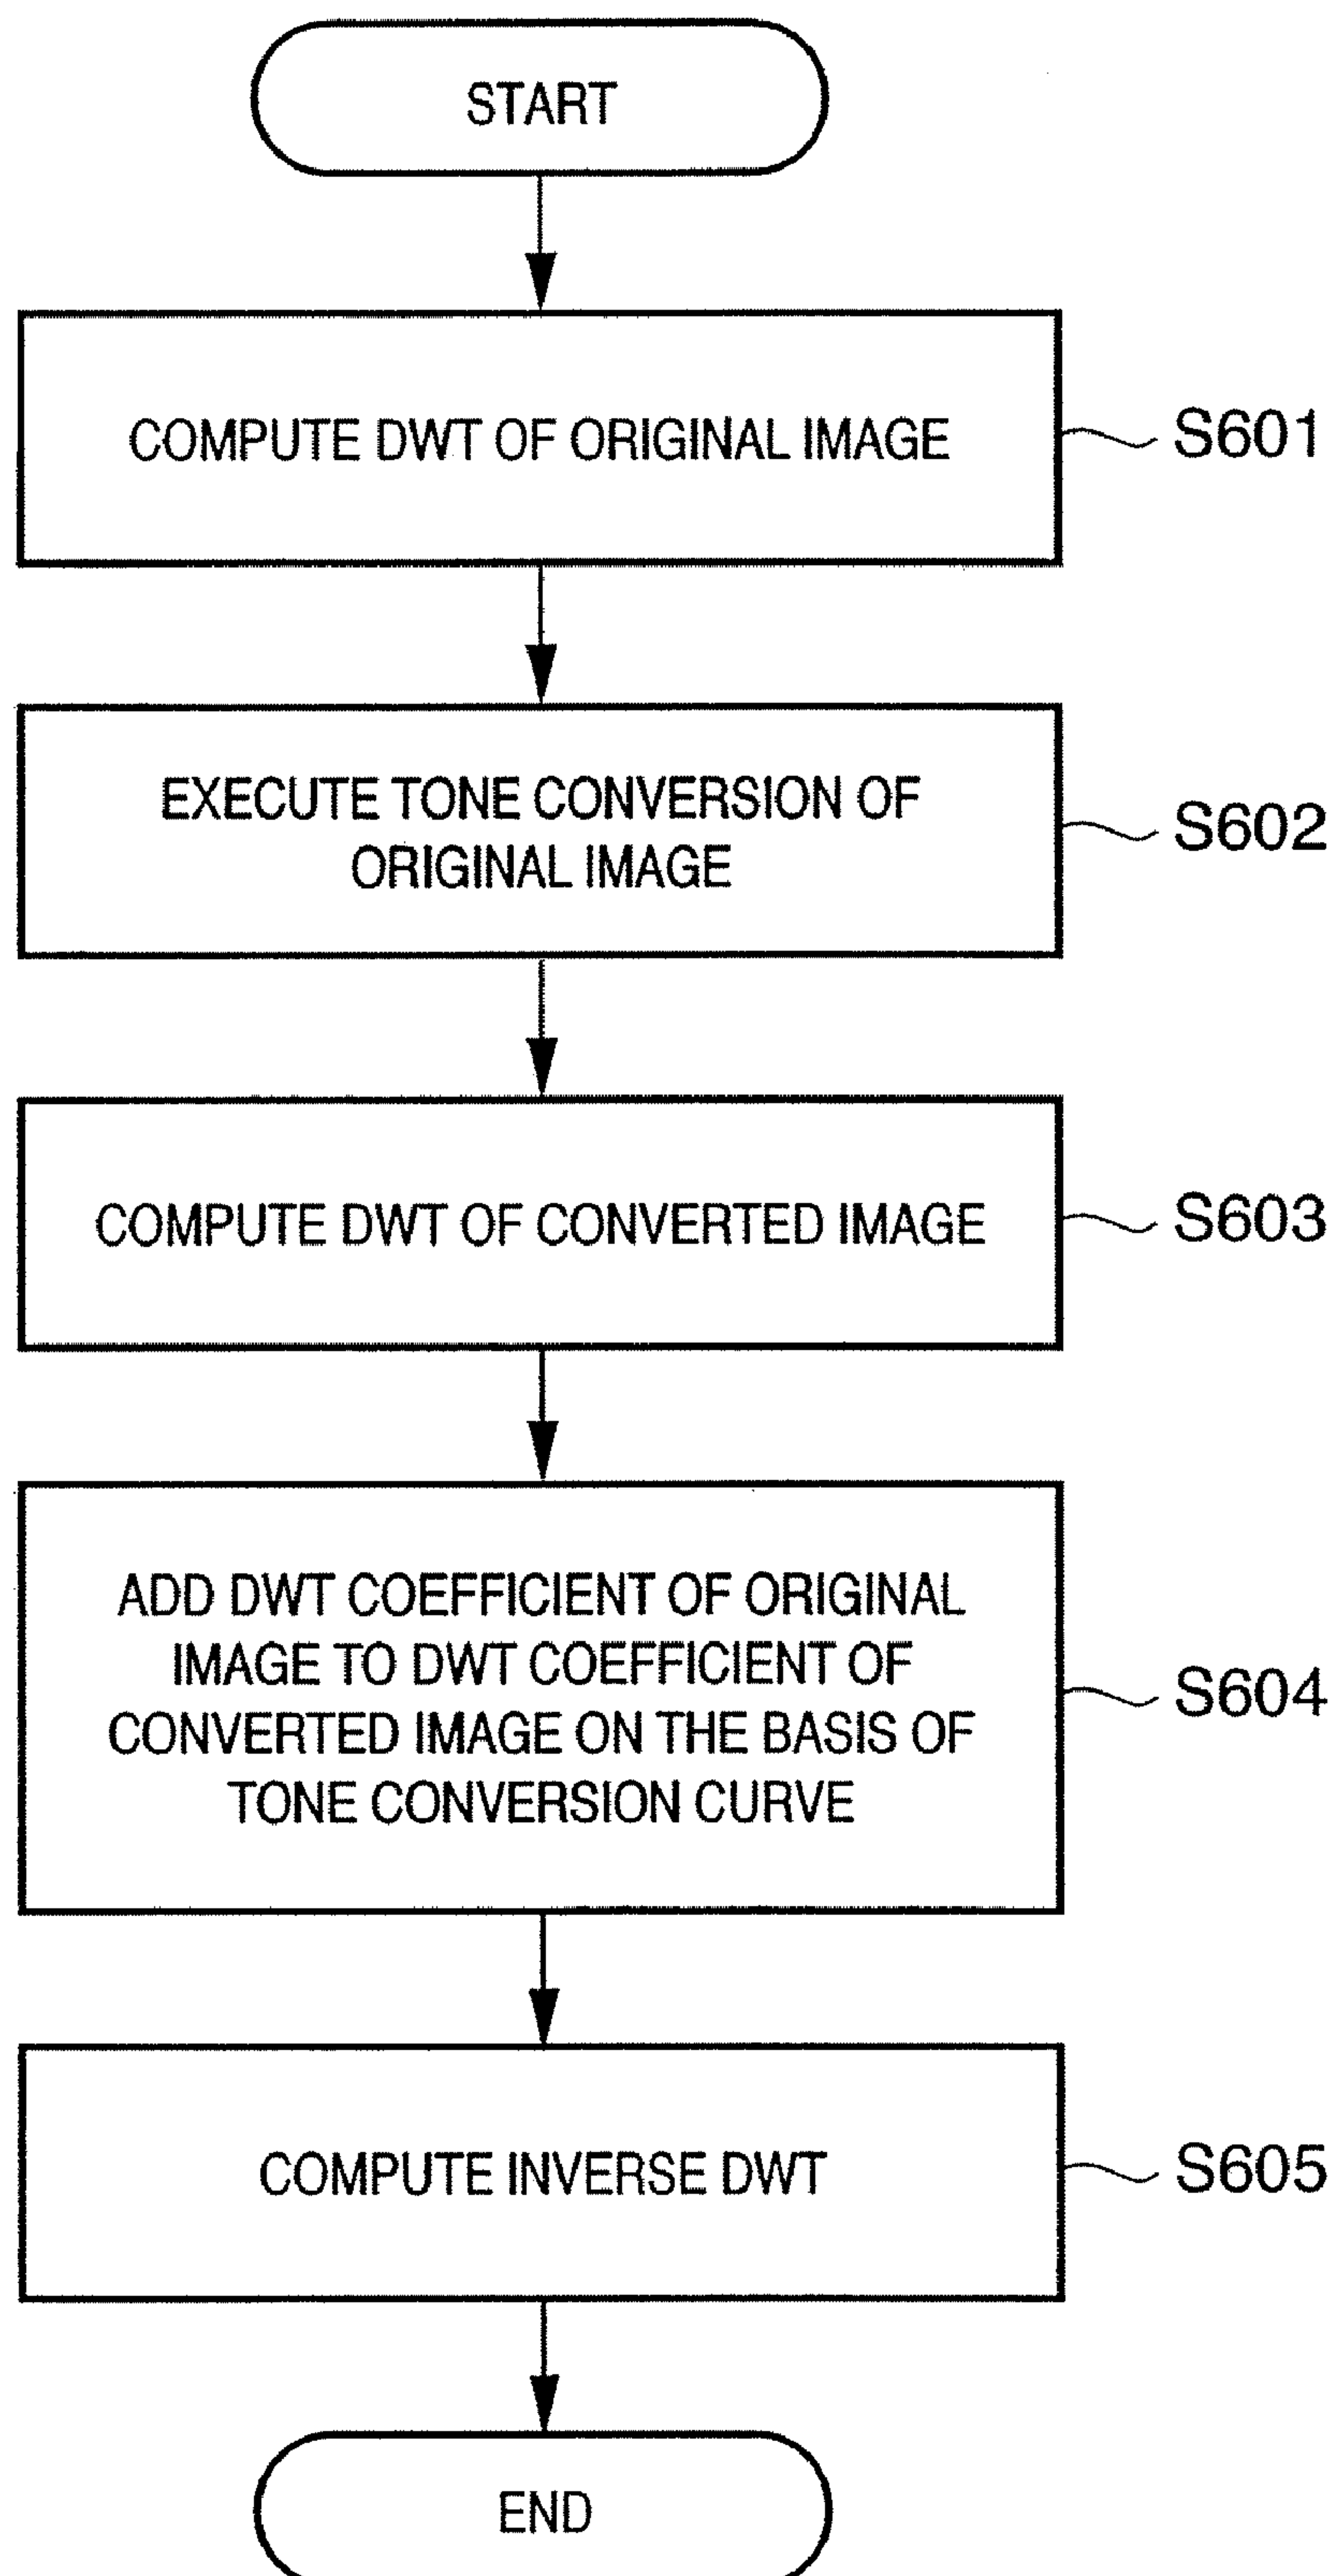 START
COMPUTE DWT OF ORIGINAL IMAGE
S601
EXECUTE TONE CONVERSION OF
ORIGINAL IMAGE
S602
COMPUTE DWT OF CONVERTED IMAGE
S603
ADD DWT COEFFICIENT OF ORIGINAL
IMAGE TO DWT COEFFICIENT OF
CONVERTED IMAGE ON THE BASIS OF
TONE CONVERSION CURVE
S604
COMPUTE INVERSE DWT
S605
END